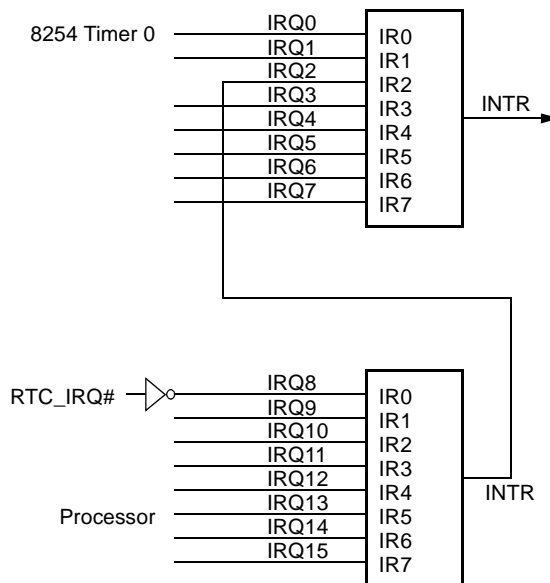 8254 Timer 0
IRQ0
IR0
IRQ1
IR1
IRQ2
IR2
IRQ3
IR3
INTR
IRQ4
IR4
IRQ5
IR5
IRQ6
IR6
IRQ7
IR7
RTC_IRQ#
IRQ8
IR0
IRQ9
IR1
IRQ10
IR2
IRQ11
IR3
IRQ12
IR4
INTR
Processor
IRQ13
IR5
IRQ14
IR6
IRQ15
IR7